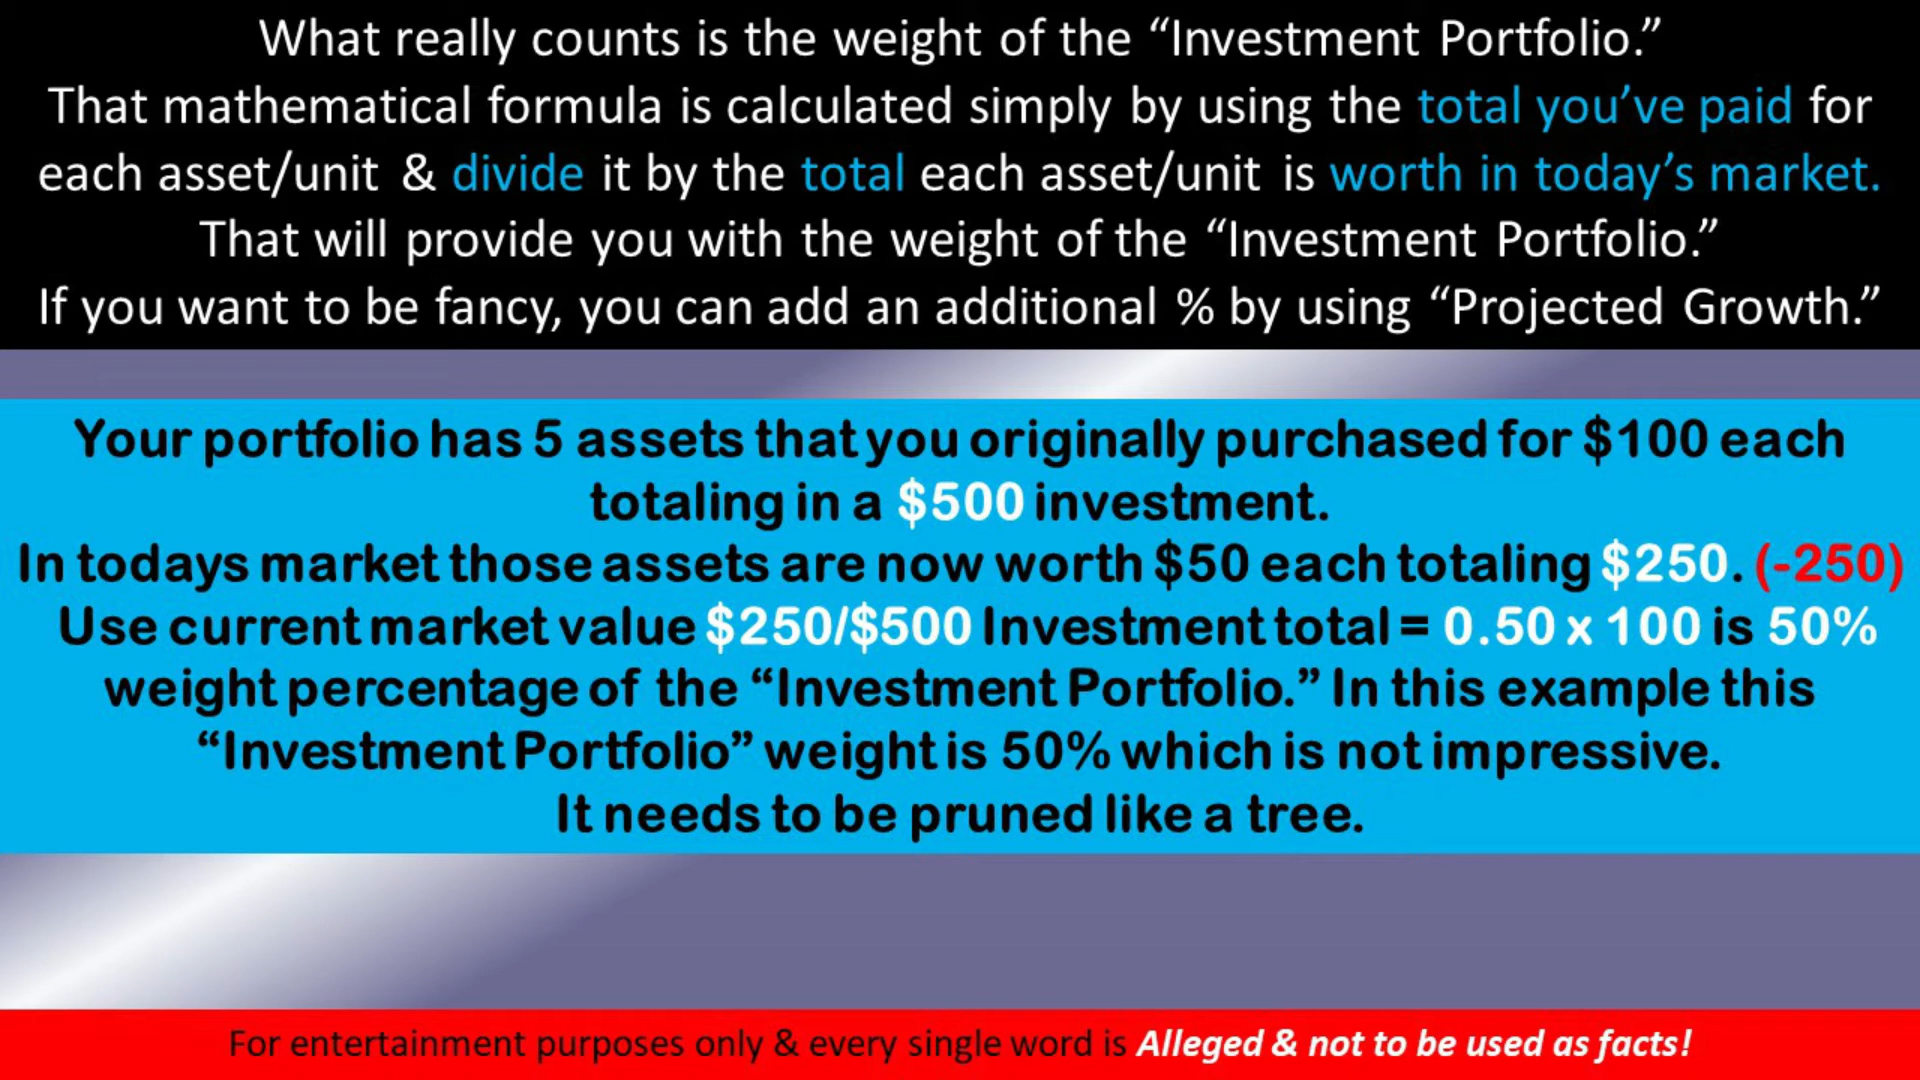 What really counts is the weight of the “Investment Portfolio.”
That mathematical formula is calculated simply by using the total you’ve paid for
each asset/unit & divide it by the total each asset/unit is worth in today’s market.
That will provide you with the weight of the “Investment Portfolio.”
If you want to be fancy, you can add an additional % by using “Projected Growth.”
Your portfolio has 5 assets that you originally purchased for $100 each
totaling in a $500 investment.
In todays market those assets are now worth $50 each totaling $250. (-250)
Use current market value $250/$500 Investment total = 0.50 x 100 is 50%
weight percentage of the “Investment Portfolio.” In this example this
“Investment Portfolio” weight is 50% which is not impressive.
It needs to be pruned like a tree.
For entertainment purposes only & every single word is Alleged & not to be used as facts!